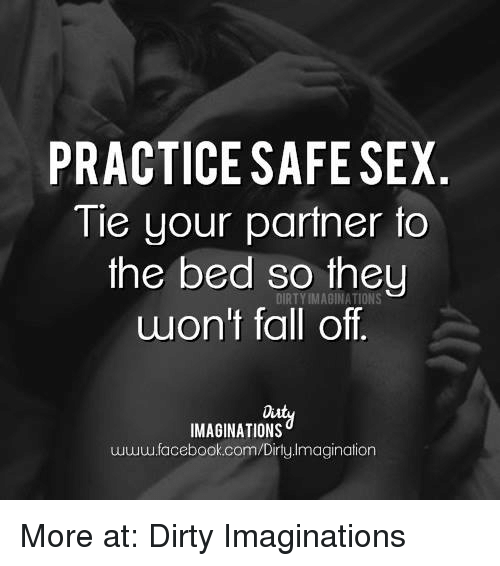 PRACTICE SAFE SEX.
Tie your partner to
the bed so they
DIRTY IMAGINATIONS
won't fall off.
Dirty
IMAGINATIONS
www.facebook.com/Dirty.Imagination
More at: Dirty Imaginations